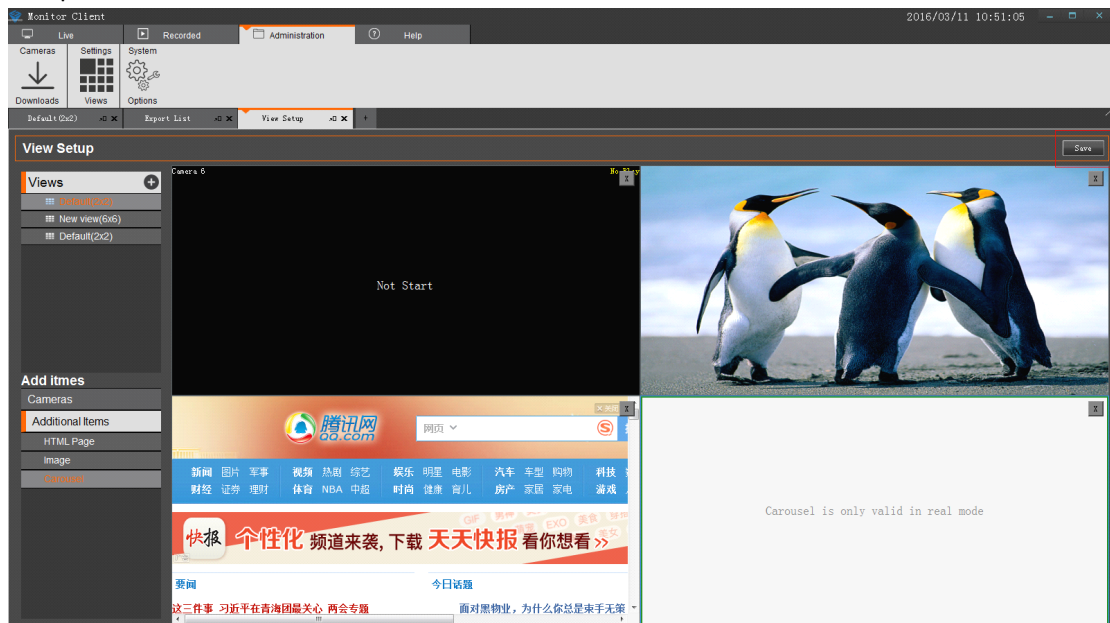 Monitor Client
2016/03/11 10:51:05
Live
Recorded
Administration
Help
Cameras
Settings
System
Downloads
Views
Options
Default(2x2)
Export List
View Setup
View Setup
Save
Views
Default(2x2)
New view(6x6)
Default(2x2)
Add itmes
Cameras
Additional Items
HTML Page
Image
Camera 6
Not Start
腾讯网
QQ.com
网页
新闻 图片 军事 视频 热剧 综艺 娱乐 明星 电影 汽车 车型 购物 科技
财经 证券 理财 体育 NBA 中超 时尚 健康 育儿 房产 家居 家电 游戏
快报 个性化 频道来袭,下载 天天快报 看你想看 >>
要闻
今日话题
这三件事 习近平在青海团最关心 两会专题
面对黑物业，为什么你总是束手无策
Carousel is only valid in real mode